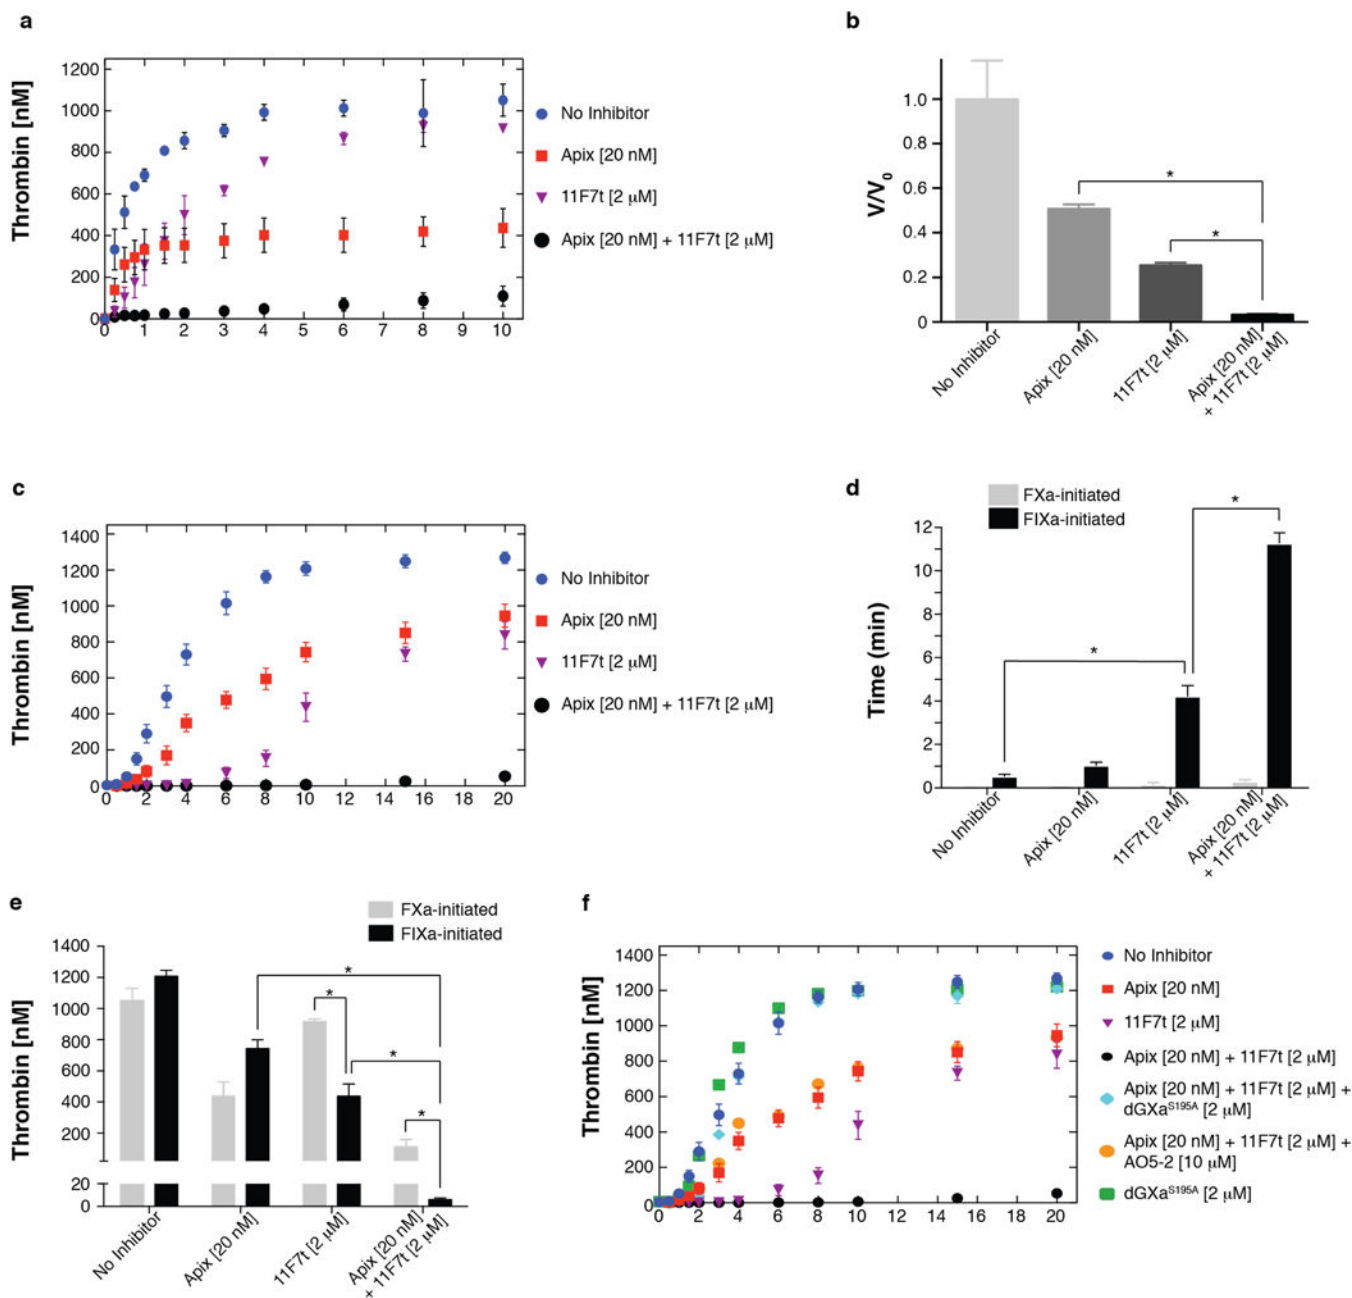 a
Thrombin [nM]
1200
1000
800
600
400
200
0
0 1 2 3 4 5 6 7 8 9 10
No Inhibitor
Apix [20 nM]
11F7t [2 µM]
Apix [20 nM] + 11F7t [2 µM]
b
V/V0
1.0
0.8
0.6
0.4
0.2
0
*
*
No Inhibitor
Apix [20 nM]
11F7t [2 µM]
Apix [20 nM]
+ 11F7t [2 µM]
c
Thrombin [nM]
1400
1200
1000
800
600
400
200
0
0 2 4 6 8 10 12 14 16 18 20
No Inhibitor
Apix [20 nM]
11F7t [2 µM]
Apix [20 nM] + 11F7t [2 µM]
d
FXa-initiated
FIXa-initiated
Time (min)
12
10
8
6
4
2
0
*
*
No Inhibitor
Apix [20 nM]
11F7t [2 µM]
Apix [20 nM]
+ 11F7t [2 µM]
e
FXa-initiated
FIXa-initiated
Thrombin [nM]
1400
1200
1000
800
600
400
200
20
0
*
*
*
*
No Inhibitor
Apix [20 nM]
11F7t [2 µM]
Apix [20 nM]
+ 11F7t [2 µM]
f
Thrombin [nM]
1400
1200
1000
800
600
400
200
0
0 2 4 6 8 10 12 14 16 18 20
No Inhibitor
Apix [20 nM]
11F7t [2 µM]
Apix [20 nM] + 11F7t [2 µM]
Apix [20 nM] + 11F7t [2 µM] +
dGXaS195A [2 µM]
Apix [20 nM] + 11F7t [2 µM] +
AO5-2 [10 µM]
dGXaS195A [2 µM]